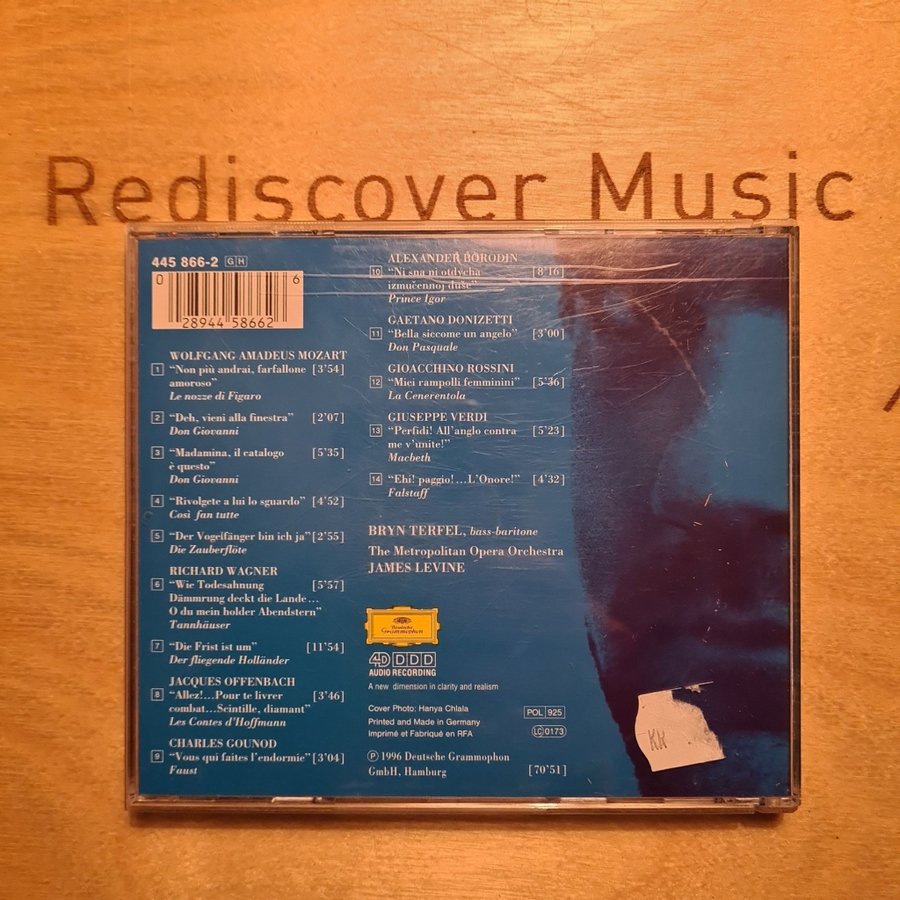 Rediscover Music
445 866-2 GH
0 28944 58662 6
WOLFGANG AMADEUS MOZART
1 “Non più andrai, farfallone [3’54]
amoroso”
Le nozze di Figaro
2 “Deh, vieni alla finestra” [2’07]
Don Giovanni
3 “Madamina, il catalogo [5’35]
è questo”
Don Giovanni
4 “Rivolgete a lui lo sguardo” [4’52]
Così fan tutte
5 “Der Vogelfänger bin ich ja” [2’55]
Die Zauberflöte
RICHARD WAGNER
6 “Wie Todesahnung [5’57]
Dämmrung deckt die Lande...
O du mein holder Abendstern”
Tannhäuser
7 “Die Frist ist um” [11’54]
Der fliegende Holländer
JACQUES OFFENBACH
8 “Allez!...Pour te livrer [3’46]
combat...Scintille, diamant”
Les Contes d’Hoffmann
CHARLES GOUNOD
9 “Vous qui faites l’endormie” [3’04]
Faust
ALEXANDER BORODIN
10 “Ni sna ni otdycha [8’16]
izmučennoj duše”
Prince Igor
GAETANO DONIZETTI
11 “Bella siccome un angelo” [3’00]
Don Pasquale
GIOACCHINO ROSSINI
12 “Miei rampolli femminini” [5’36]
La Cenerentola
GIUSEPPE VERDI
13 “Perfidi! All’anglo contra [5’23]
me v’unite!”
Macbeth
14 “Ehi! paggio!...L’Onore!” [4’32]
Falstaff
BRYN TERFEL, bass-baritone
The Metropolitan Opera Orchestra
JAMES LEVINE
Deutsche
Grammophon
4D DDD
AUDIO RECORDING
A new dimension in clarity and realism
Cover Photo: Hanya Chlala
Printed and Made in Germany
Imprimé et Fabriqué en RFA
POL 925
LC 0173
℗ 1996 Deutsche Grammophon
GmbH, Hamburg [70’51]
KK